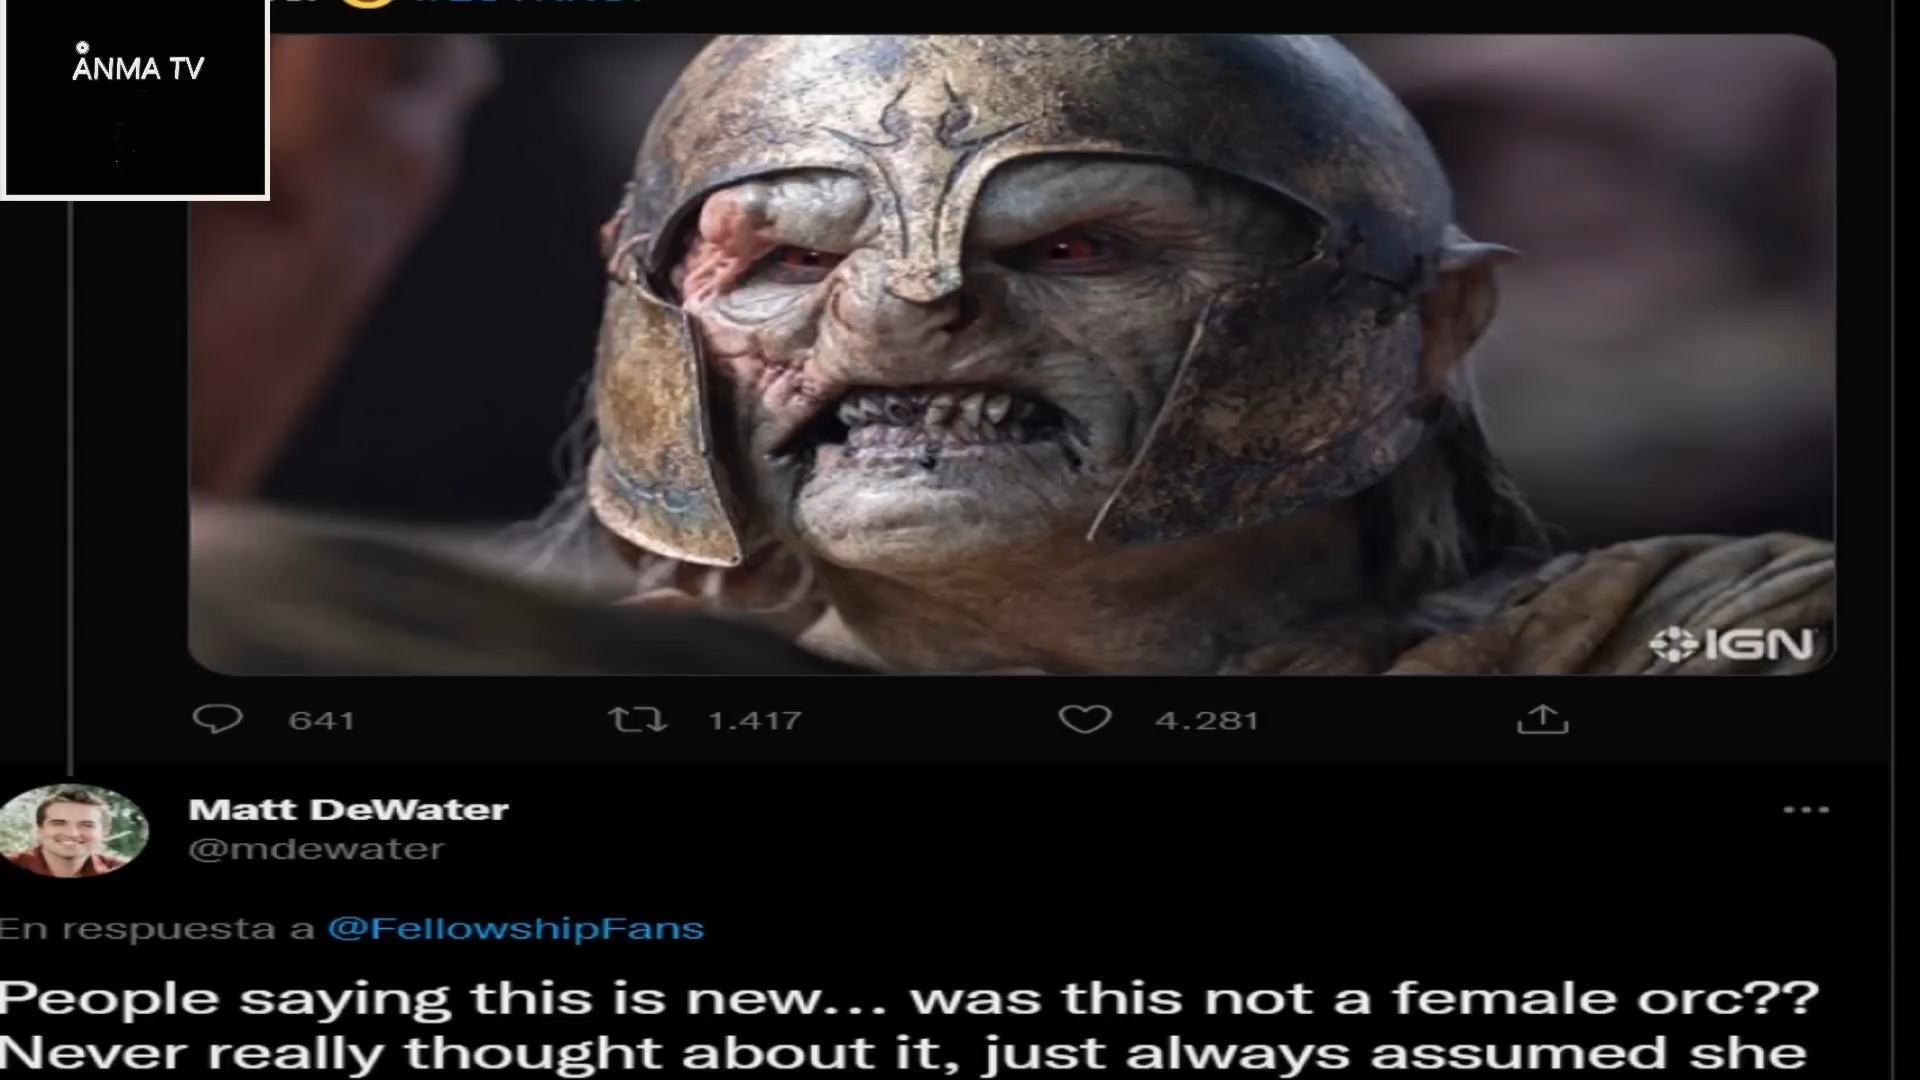 ANMA TV
IGN
641
1.417
4.281
Matt DeWater
@mdewater
En respuesta a @FellowshipFans
People saying this is new... was this not a female orc??
Never really thought about it, just always assumed she